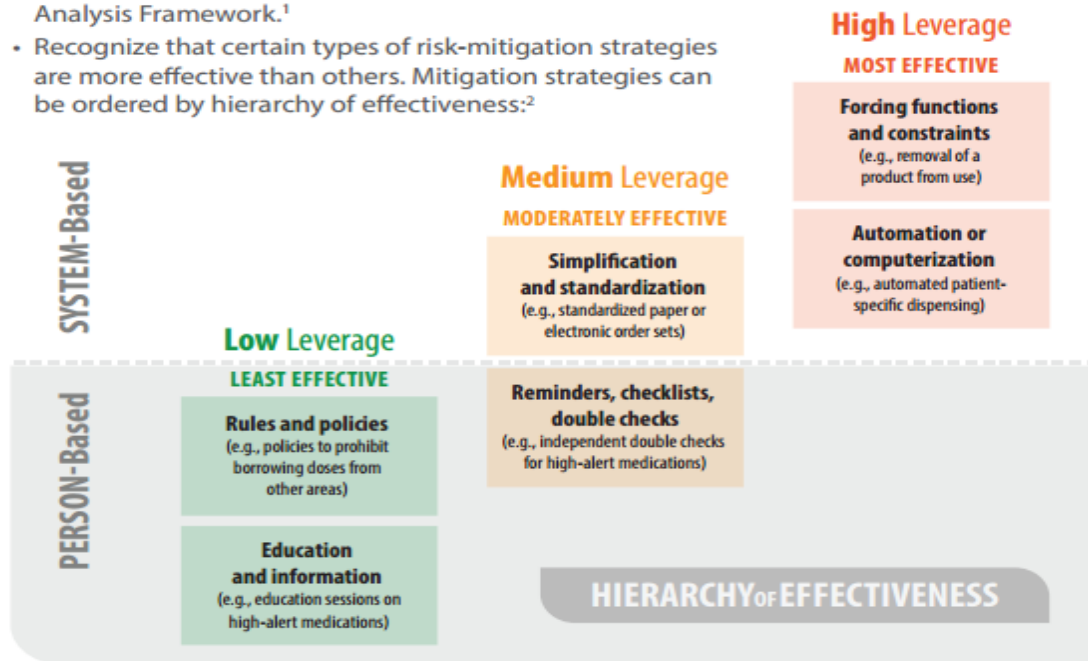 Analysis Framework.¹
• Recognize that certain types of risk-mitigation strategies
are more effective than others. Mitigation strategies can
be ordered by hierarchy of effectiveness:²
High Leverage
MOST EFFECTIVE
Forcing functions
and constraints
(e.g., removal of a
product from use)
Automation or
computerization
(e.g., automated patient-
specific dispensing)
SYSTEM-Based
Medium Leverage
MODERATELY EFFECTIVE
Simplification
and standardization
(e.g., standardized paper or
electronic order sets)
Reminders, checklists,
double checks
(e.g., independent double checks
for high-alert medications)
Low Leverage
LEAST EFFECTIVE
PERSON-Based
Rules and policies
(e.g., policies to prohibit
borrowing doses from
other areas)
Education
and information
(e.g., education sessions on
high-alert medications)
HIERARCHY OF EFFECTIVENESS